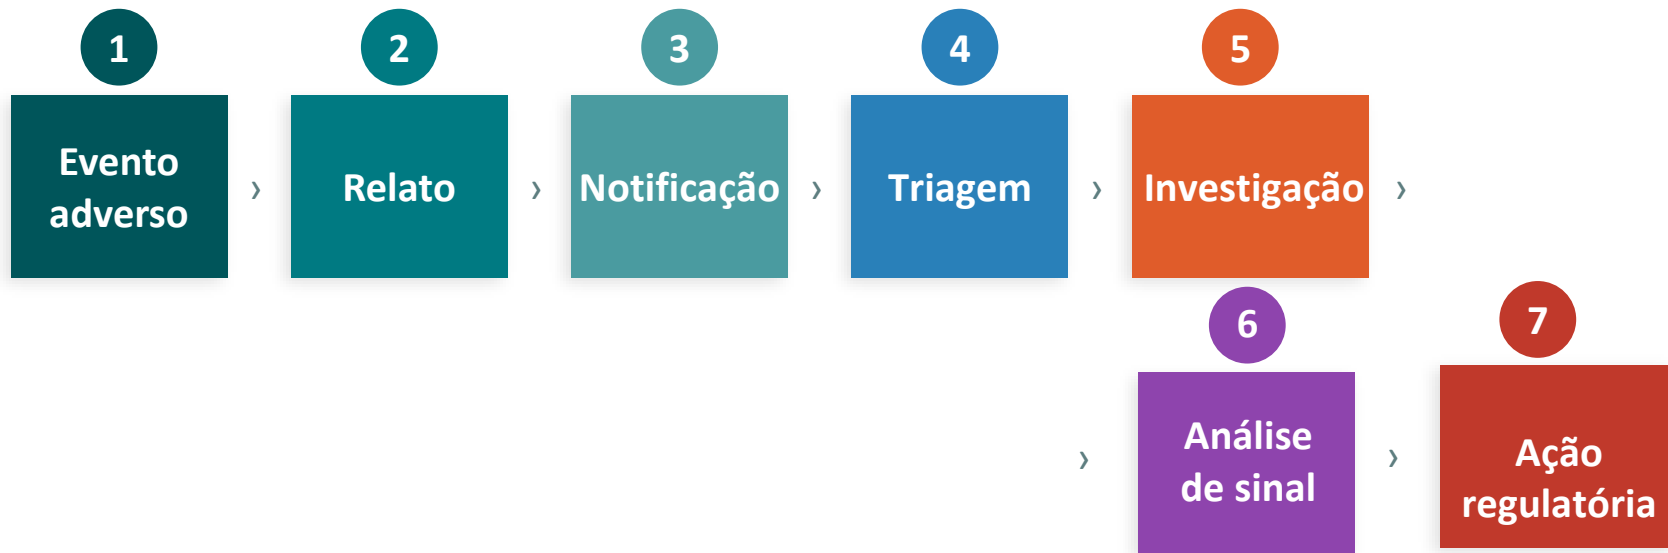 1
2
3
4
5
Evento
adverso
›
Relato
›
Notificação
›
Triagem
›
Investigação
›
6
7
›
Análise
de sinal
›
Ação
regulatória